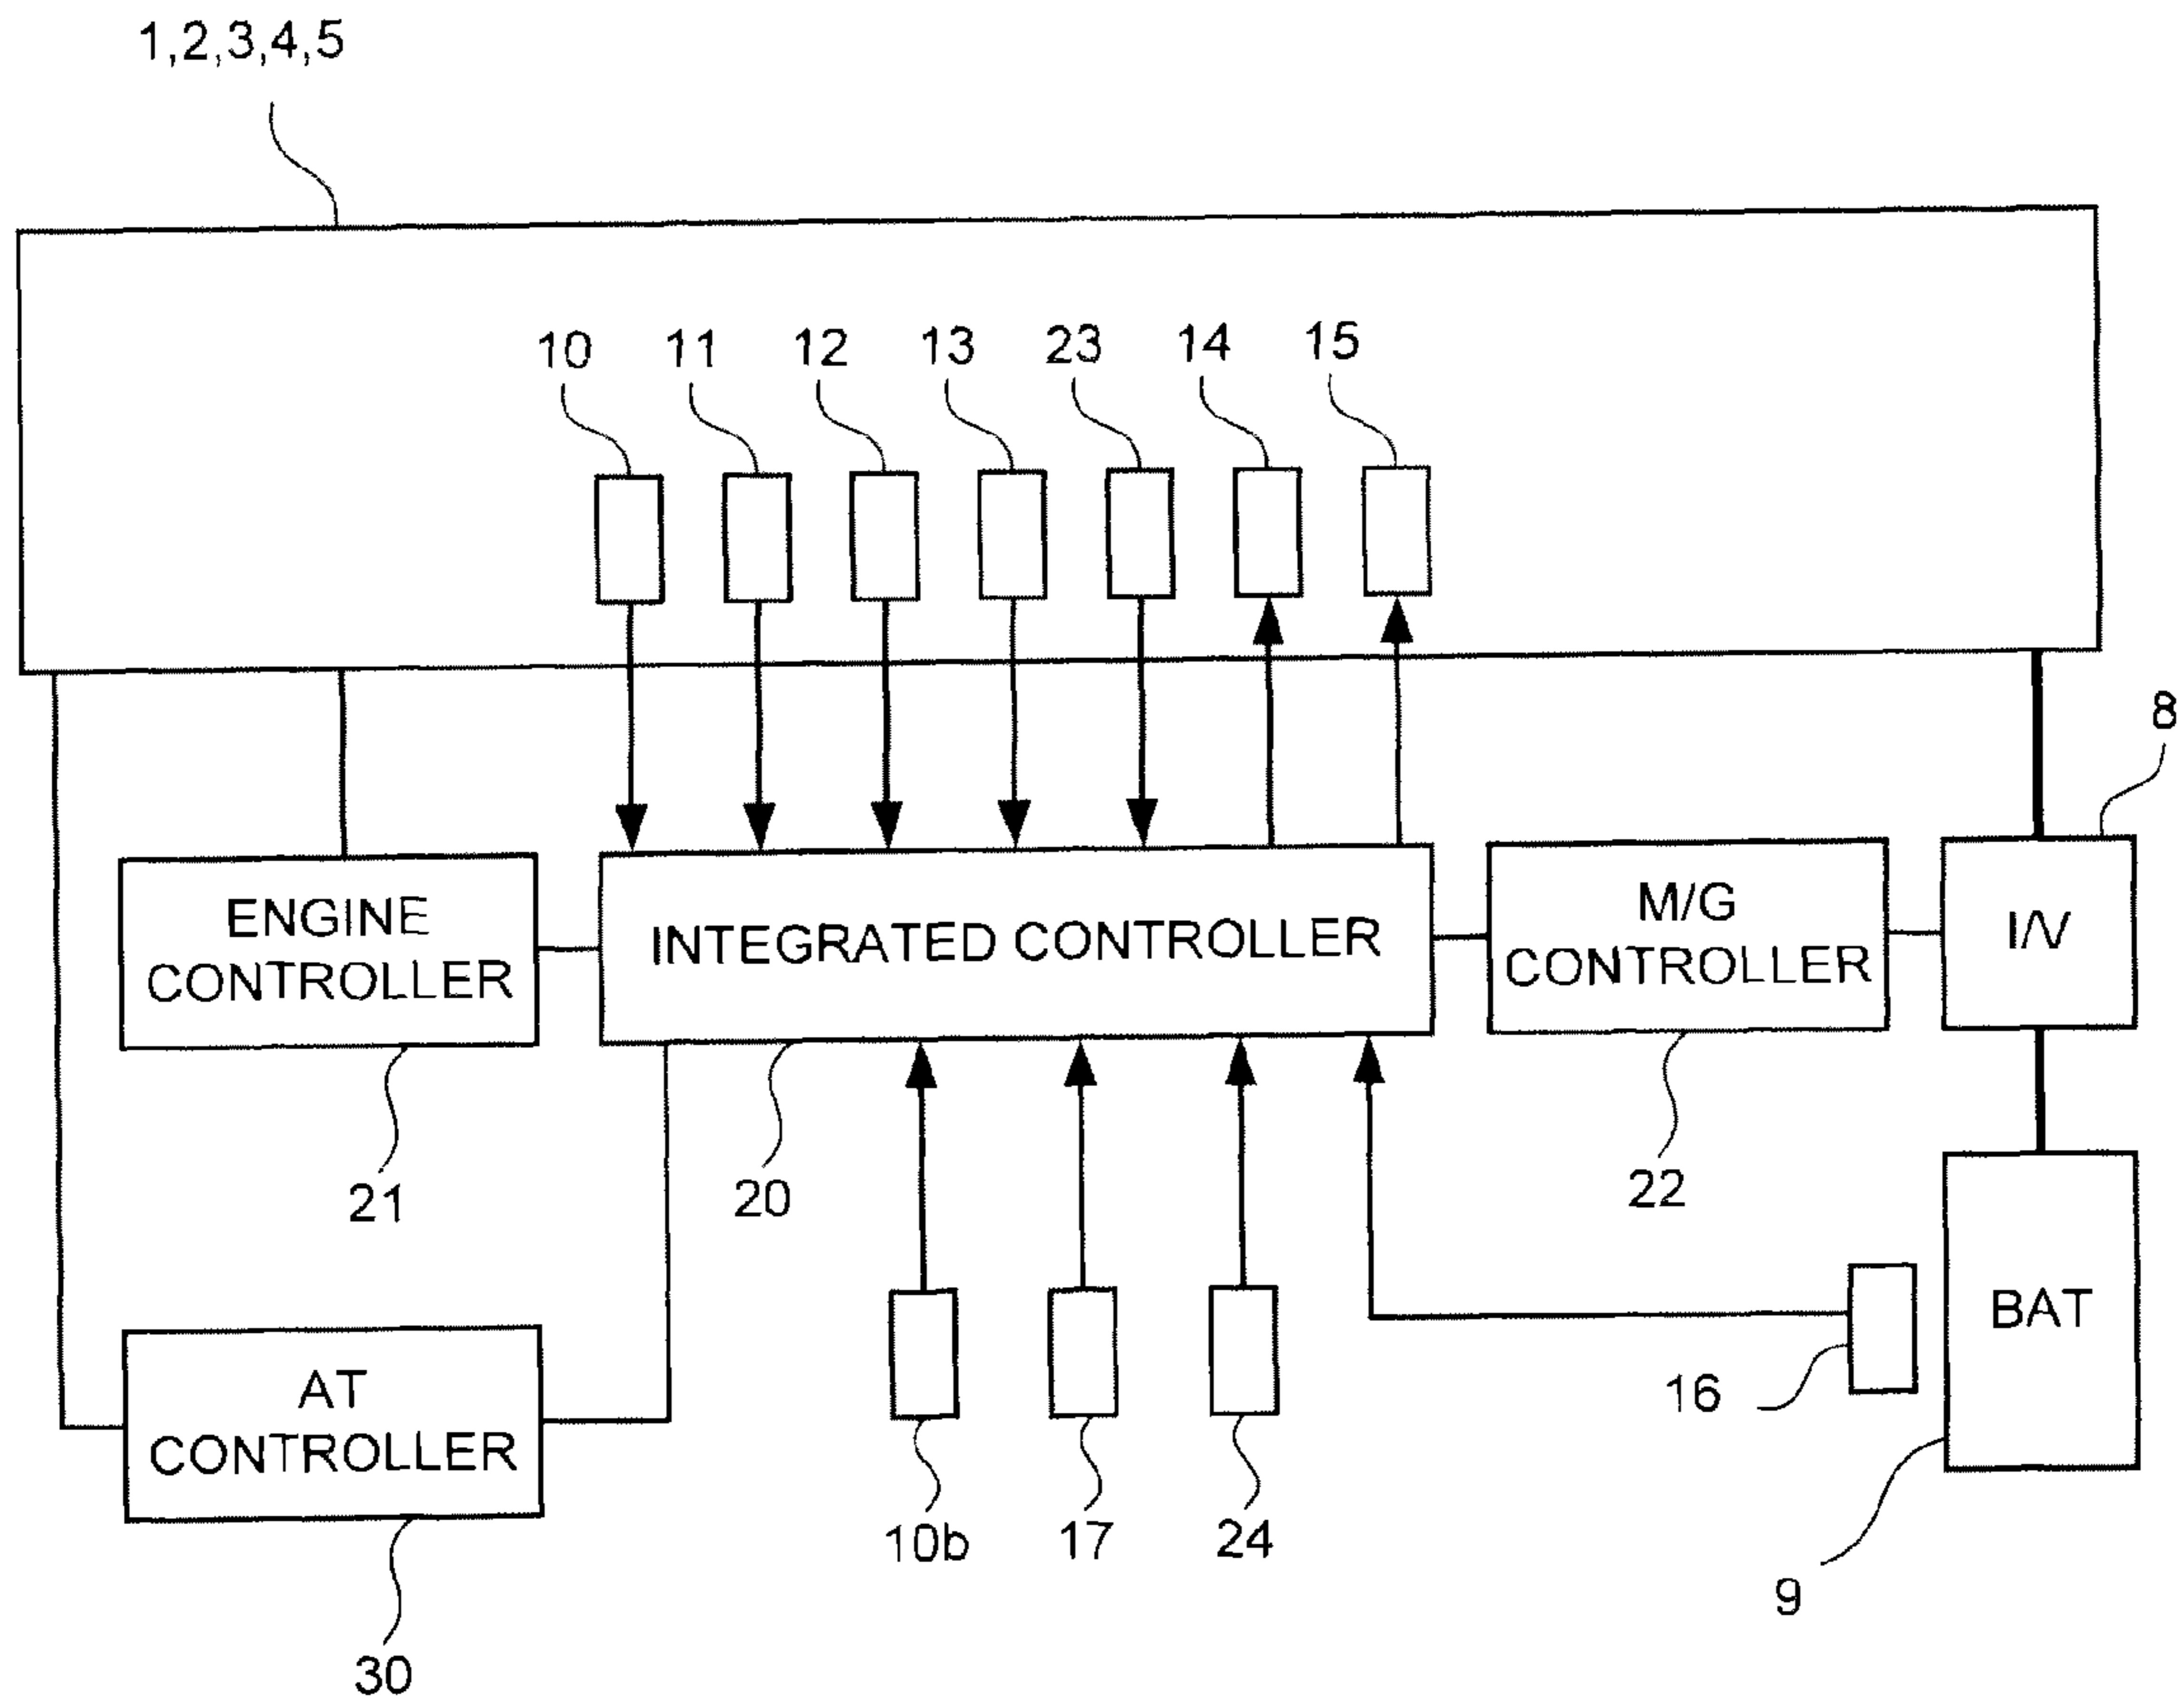 1,2,3,4,5
10 11 12 13 23 14 15
8
ENGINE
CONTROLLER
INTEGRATED CONTROLLER
M/G
CONTROLLER
I/V
21
20
22
BAT
16
AT
CONTROLLER
10b 17 24
9
30